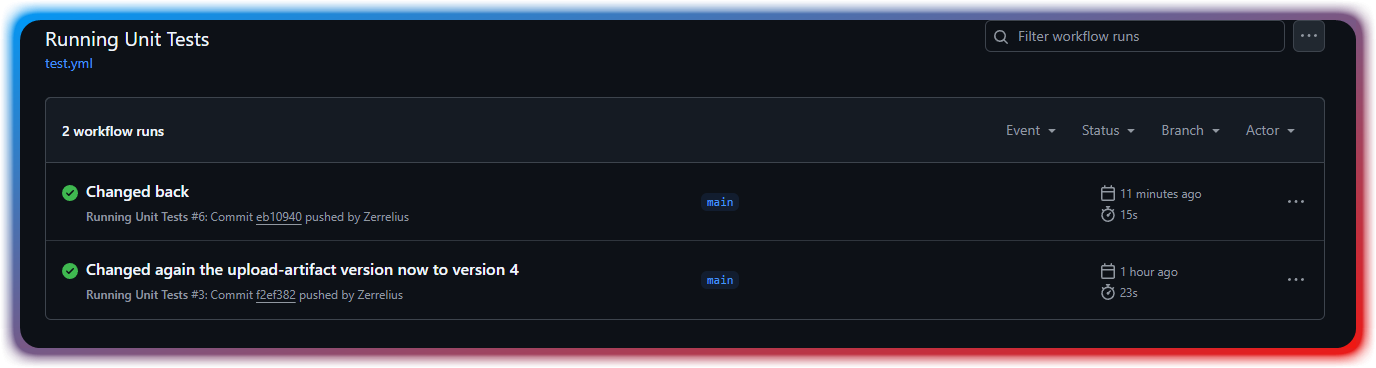 Running Unit Tests
Filter workflow runs
test.yml
2 workflow runs
Event Status Branch Actor
Changed back
main
11 minutes ago
Running Unit Tests #6: Commit eb10940 pushed by Zerrelius
15s
Changed again the upload-artifact version now to version 4
main
1 hour ago
Running Unit Tests #3: Commit f2ef382 pushed by Zerrelius
23s